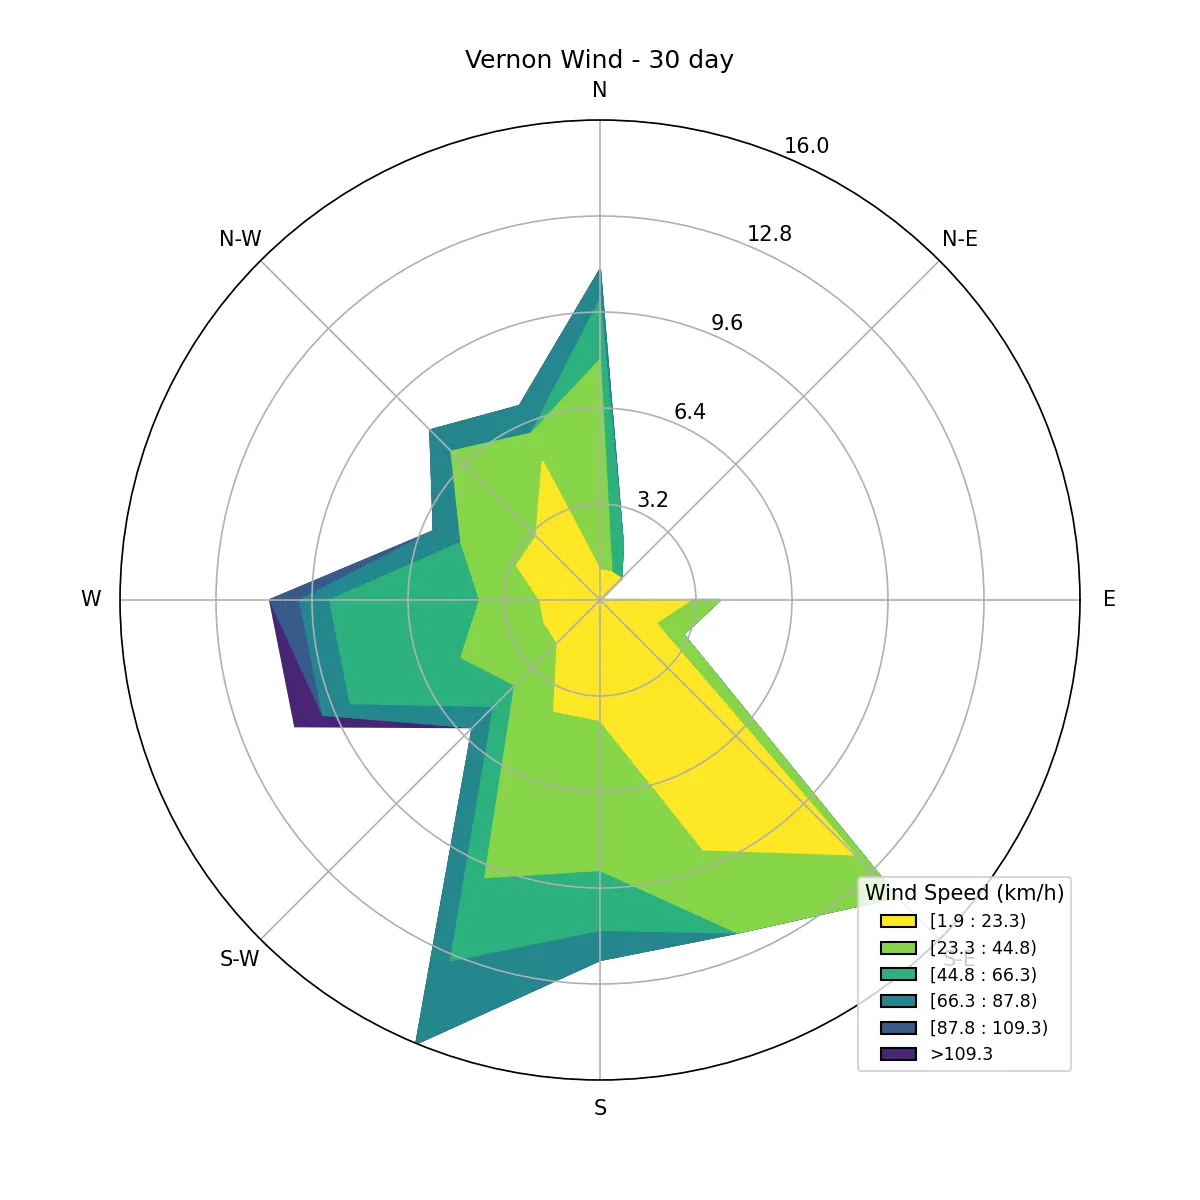 Vernon Wind - 30 day
N
16.0
12.8
N-W
N-E
9.6
6.4
3.2
W
E
Wind Speed (km/h)
[1.9 : 23.3)
[23.3 : 44.8)
S-W
S-E
[44.8 : 66.3)
[66.3 : 87.8)
[87.8 : 109.3)
>109.3
S